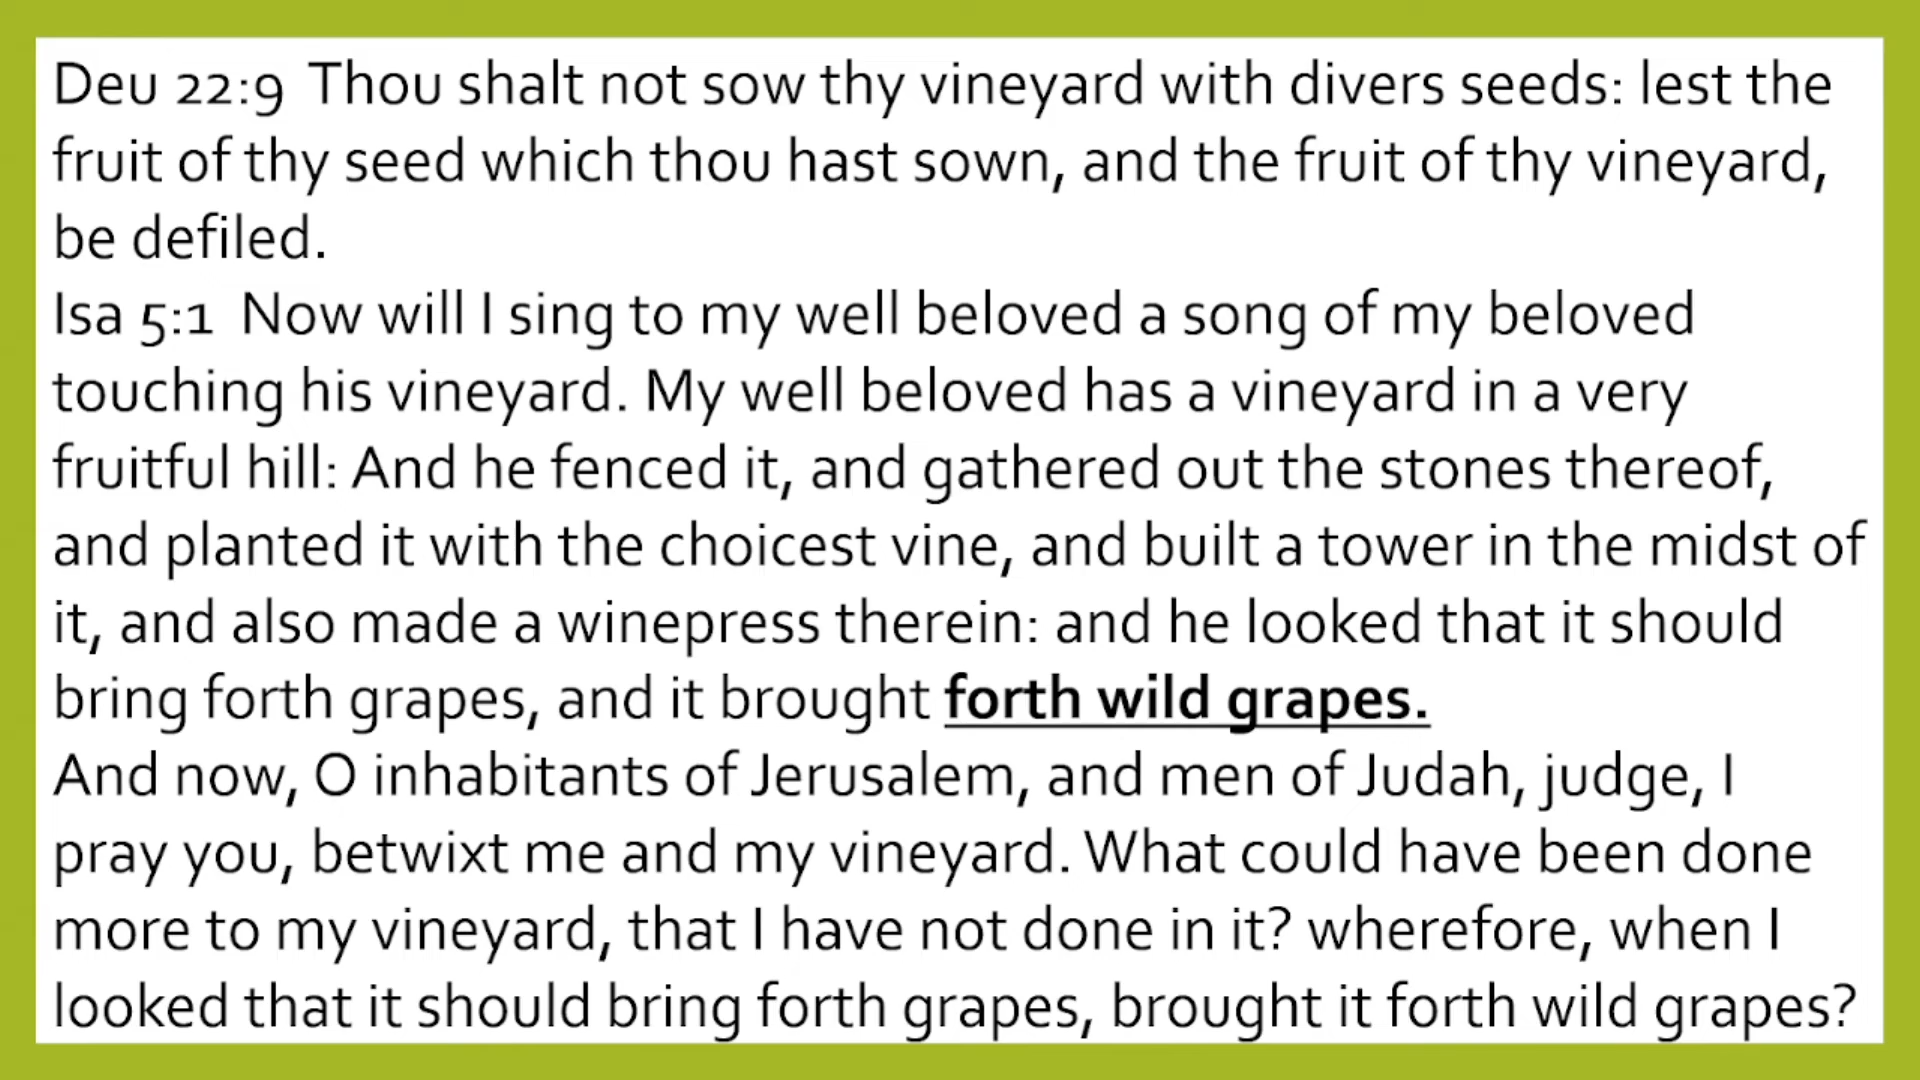 Deu 22:9  Thou shalt not sow thy vineyard with divers seeds: lest the
fruit of thy seed which thou hast sown, and the fruit of thy vineyard,
be defiled.
Isa 5:1  Now will I sing to my well beloved a song of my beloved
touching his vineyard. My well beloved has a vineyard in a very
fruitful hill: And he fenced it, and gathered out the stones thereof,
and planted it with the choicest vine, and built a tower in the midst of
it, and also made a winepress therein: and he looked that it should
bring forth grapes, and it brought forth wild grapes.
And now, O inhabitants of Jerusalem, and men of Judah, judge, I
pray you, betwixt me and my vineyard. What could have been done
more to my vineyard, that I have not done in it? wherefore, when I
looked that it should bring forth grapes, brought it forth wild grapes?